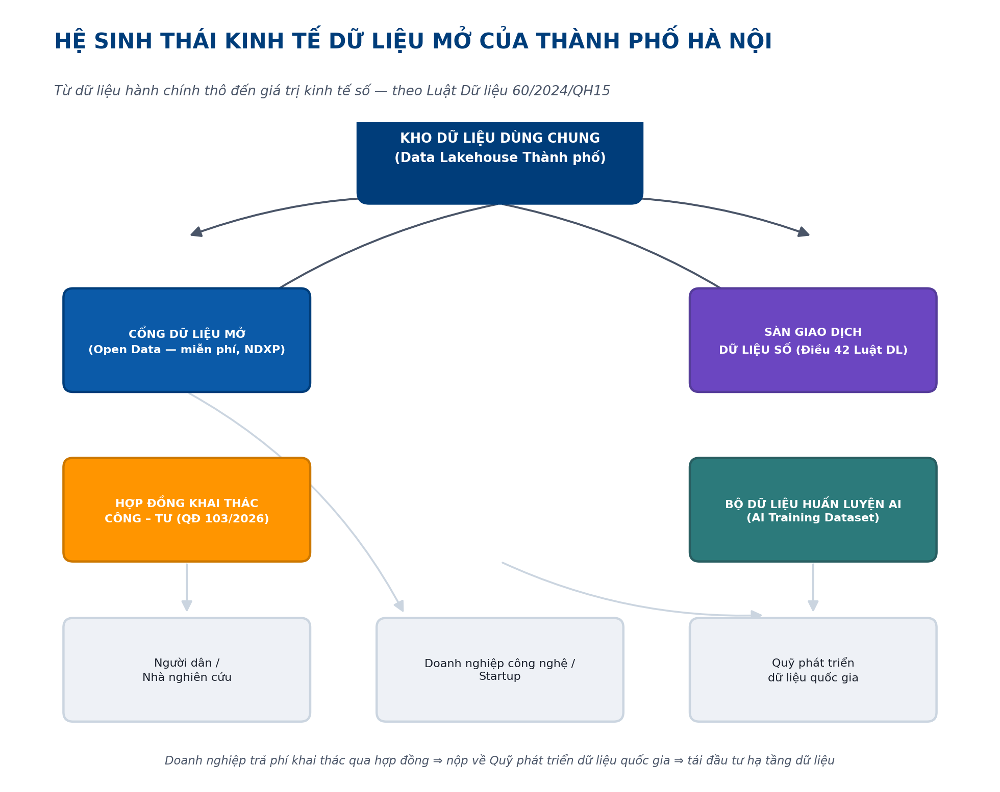 HỆ SINH THÁI KINH TẾ DỮ LIỆU MỞ CỦA THÀNH PHỐ HÀ NỘI
Từ dữ liệu hành chính thô đến giá trị kinh tế số — theo Luật Dữ liệu 60/2024/QH15
KHO DỮ LIỆU DÙNG CHUNG
(Data Lakehouse Thành phố)
CỔNG DỮ LIỆU MỞ
(Open Data — miễn phí, NDXP)
SÀN GIAO DỊCH
DỮ LIỆU SỐ (Điều 42 Luật DL)
HỢP ĐỒNG KHAI THÁC
CÔNG – TƯ (QĐ 103/2026)
BỘ DỮ LIỆU HUẤN LUYỆN AI
(AI Training Dataset)
Người dân /
Nhà nghiên cứu
Doanh nghiệp công nghệ /
Startup
Quỹ phát triển
dữ liệu quốc gia
Doanh nghiệp trả phí khai thác qua hợp đồng ⇒ nộp về Quỹ phát triển dữ liệu quốc gia ⇒ tái đầu tư hạ tầng dữ liệu